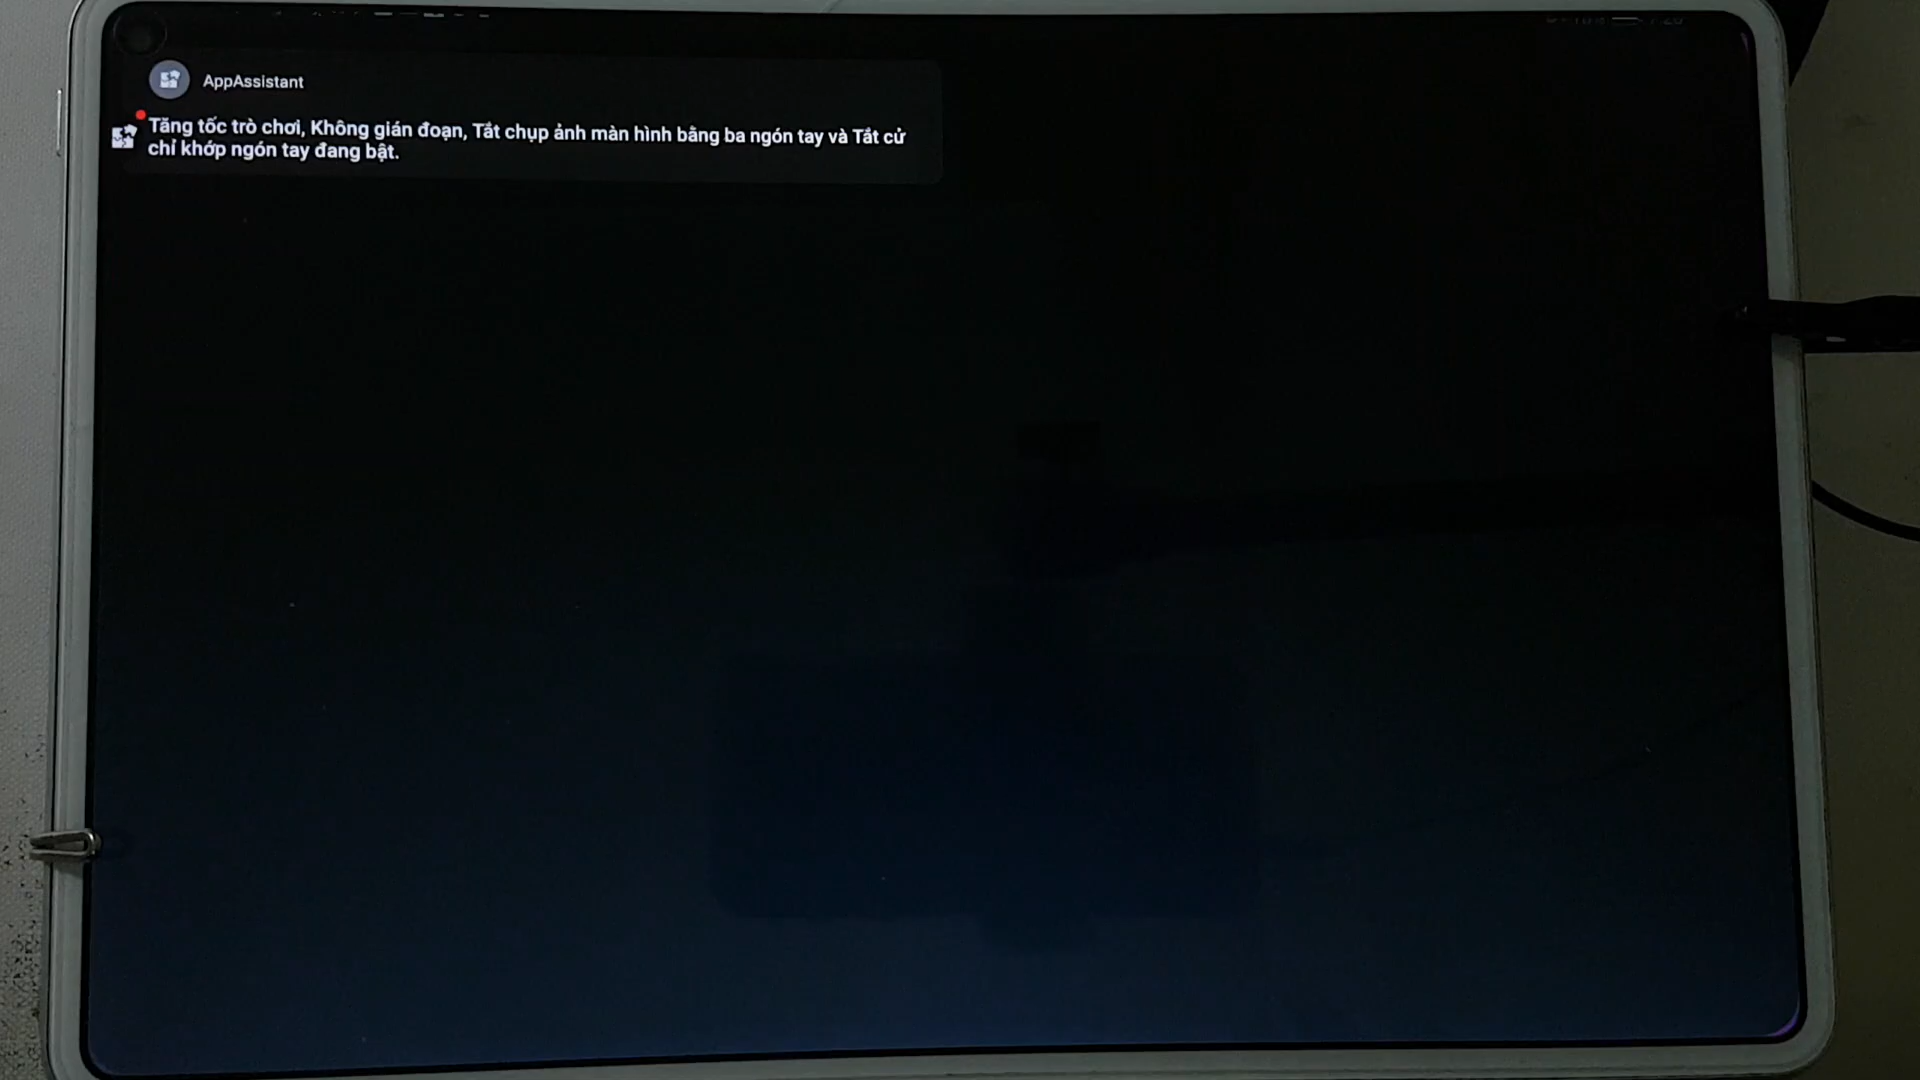 AppAssistant
Tăng tốc trò chơi, Không gián đoạn, Tắt chụp ảnh màn hình bằng ba ngón tay và Tắt cử
chỉ khớp ngón tay đang bật.